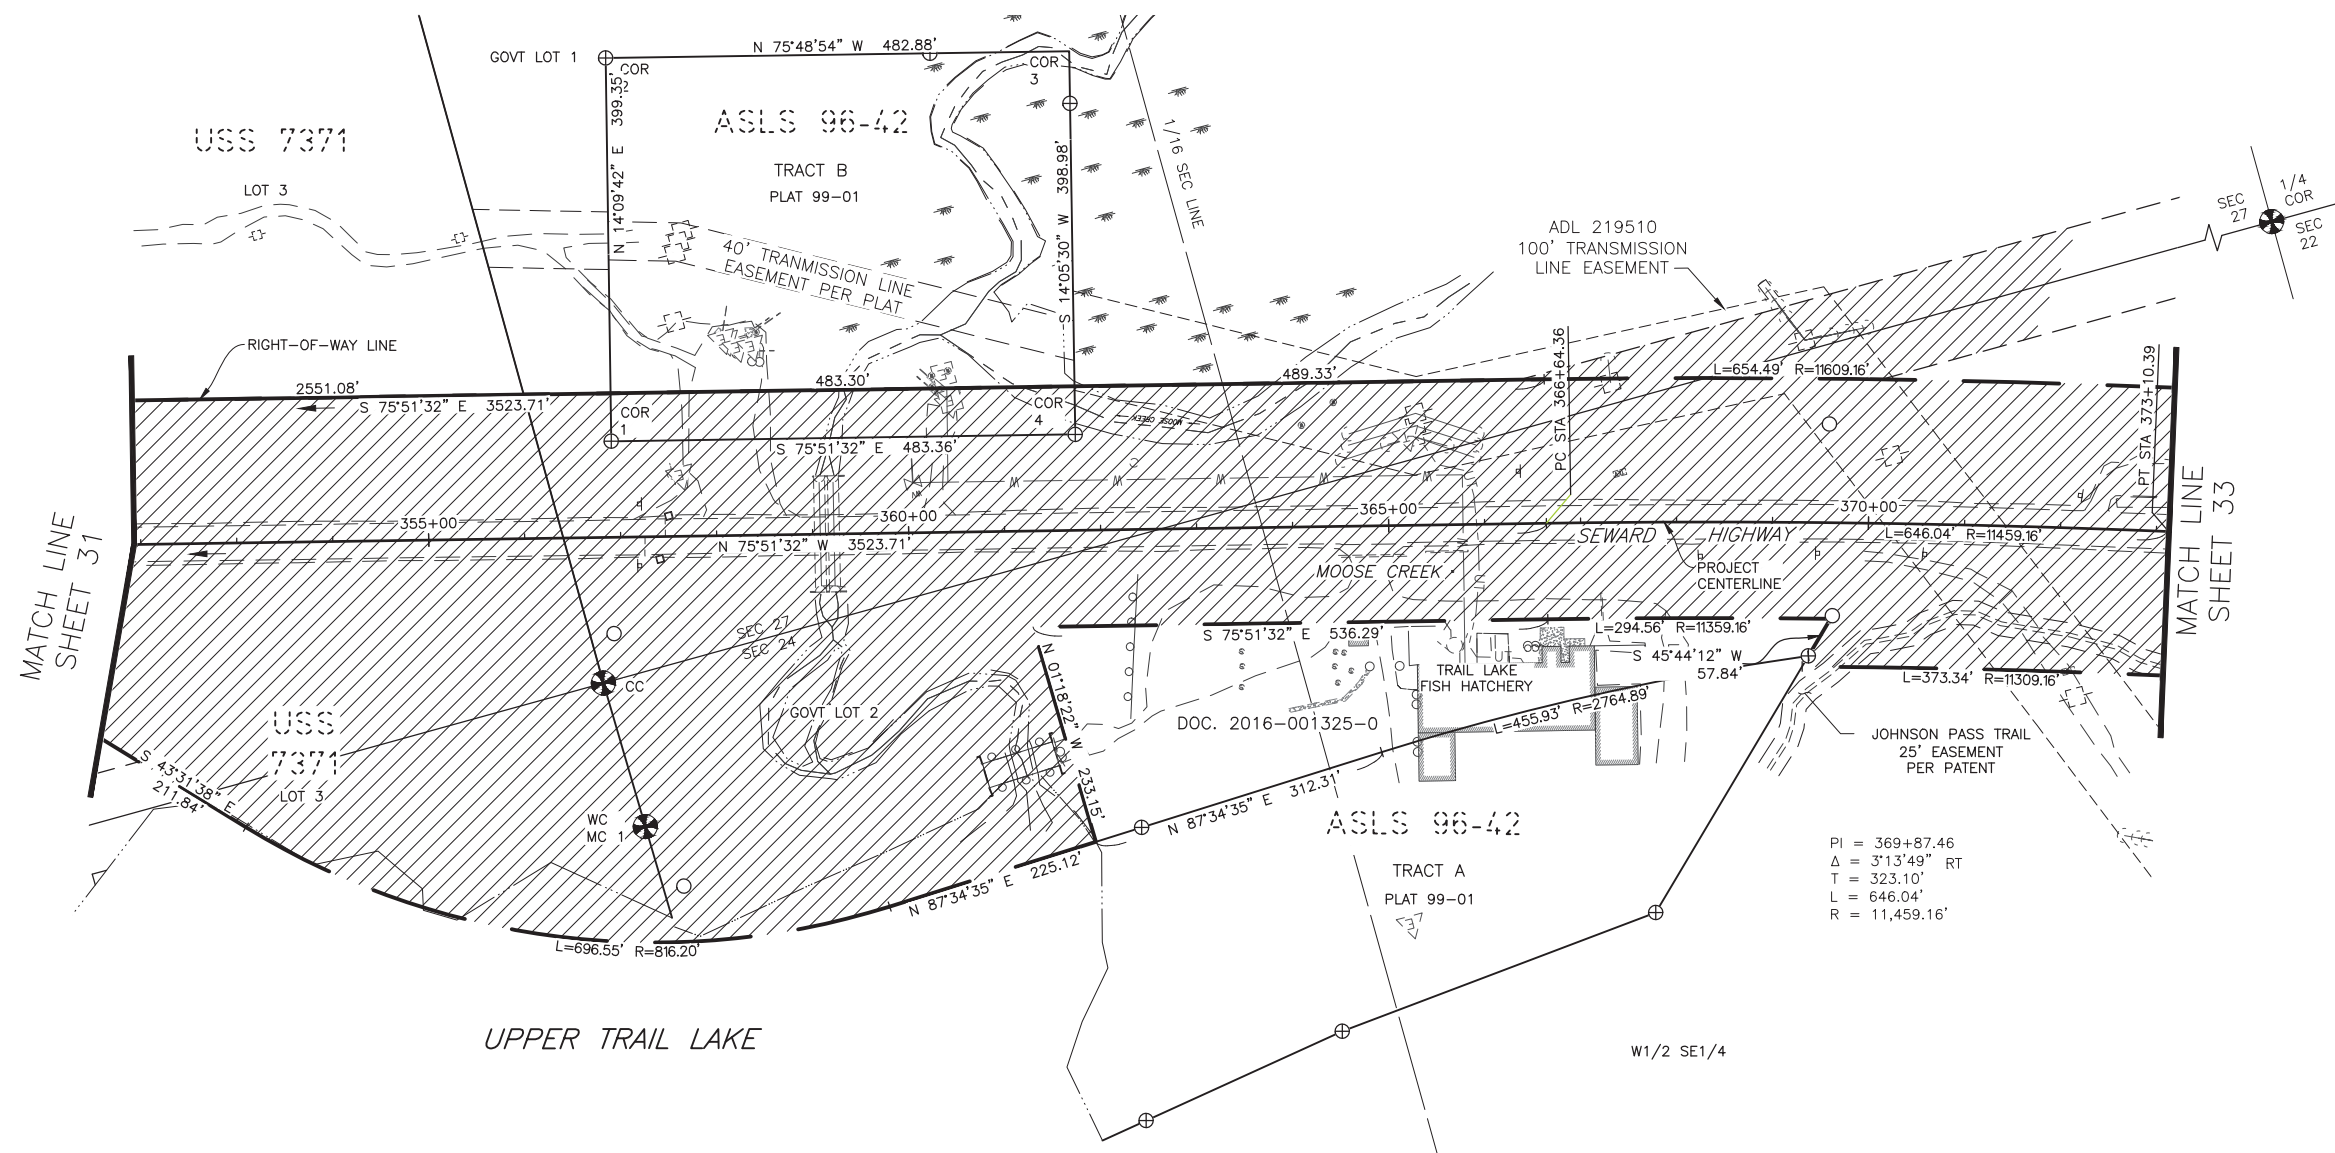 N 75°48'54" W 482.88'
GOVT LOT 1
COR
2
COR
3
399.35'
N 14°09'42" E
ASLS 96-42
TRACT B
PLAT 99-01
USS 7371
LOT 3
398.98'
S 14°05'30" W
1/16 SEC LINE
40' TRANMISSION LINE
EASEMENT PER PLAT
ADL 219510
100' TRANSMISSION
LINE EASEMENT
SEC
27
1/4
COR
SEC
22
RIGHT-OF-WAY LINE
2551.08'
S 75°51'32" E 3523.71'
483.30'
489.33'
L=654.49' R=11609.16'
PC STA 366+64.36
PT STA 373+10.39
COR
1
COR
4
MOOSE CREEK
S 75°51'32" E 483.36'
W W W W W
355+00
360+00
365+00
370+00
N 75°51'32" W 3523.71'
SEWARD HIGHWAY
L=646.04' R=11459.16'
PROJECT
CENTERLINE
MOOSE CREEK
MATCH LINE
SHEET 31
MATCH LINE
SHEET 33
SEC 27
SEC 24
S 75°51'32" E 536.29'
L=294.56' R=11359.16'
S 45°44'12" W
57.84'
UT
UT
TRAIL LAKE
FISH HATCHERY
L=373.34' R=11309.16'
CC
GOVT LOT 2
N 01°18'22" W 233.15'
DOC. 2016-001325-0
L=455.93' R=2764.89'
JOHNSON PASS TRAIL
25' EASEMENT
PER PATENT
USS
7371
LOT 3
S 43°31'38" E
211.84'
WC
MC 1
N 87°34'35" E 312.31'
ASLS 96-42
TRACT A
PLAT 99-01
N 87°34'35" E 225.12'
L=696.55' R=816.20'
PI = 369+87.46
Δ = 3°13'49" RT
T = 323.10'
L = 646.04'
R = 11,459.16'
UPPER TRAIL LAKE
W1/2 SE1/4